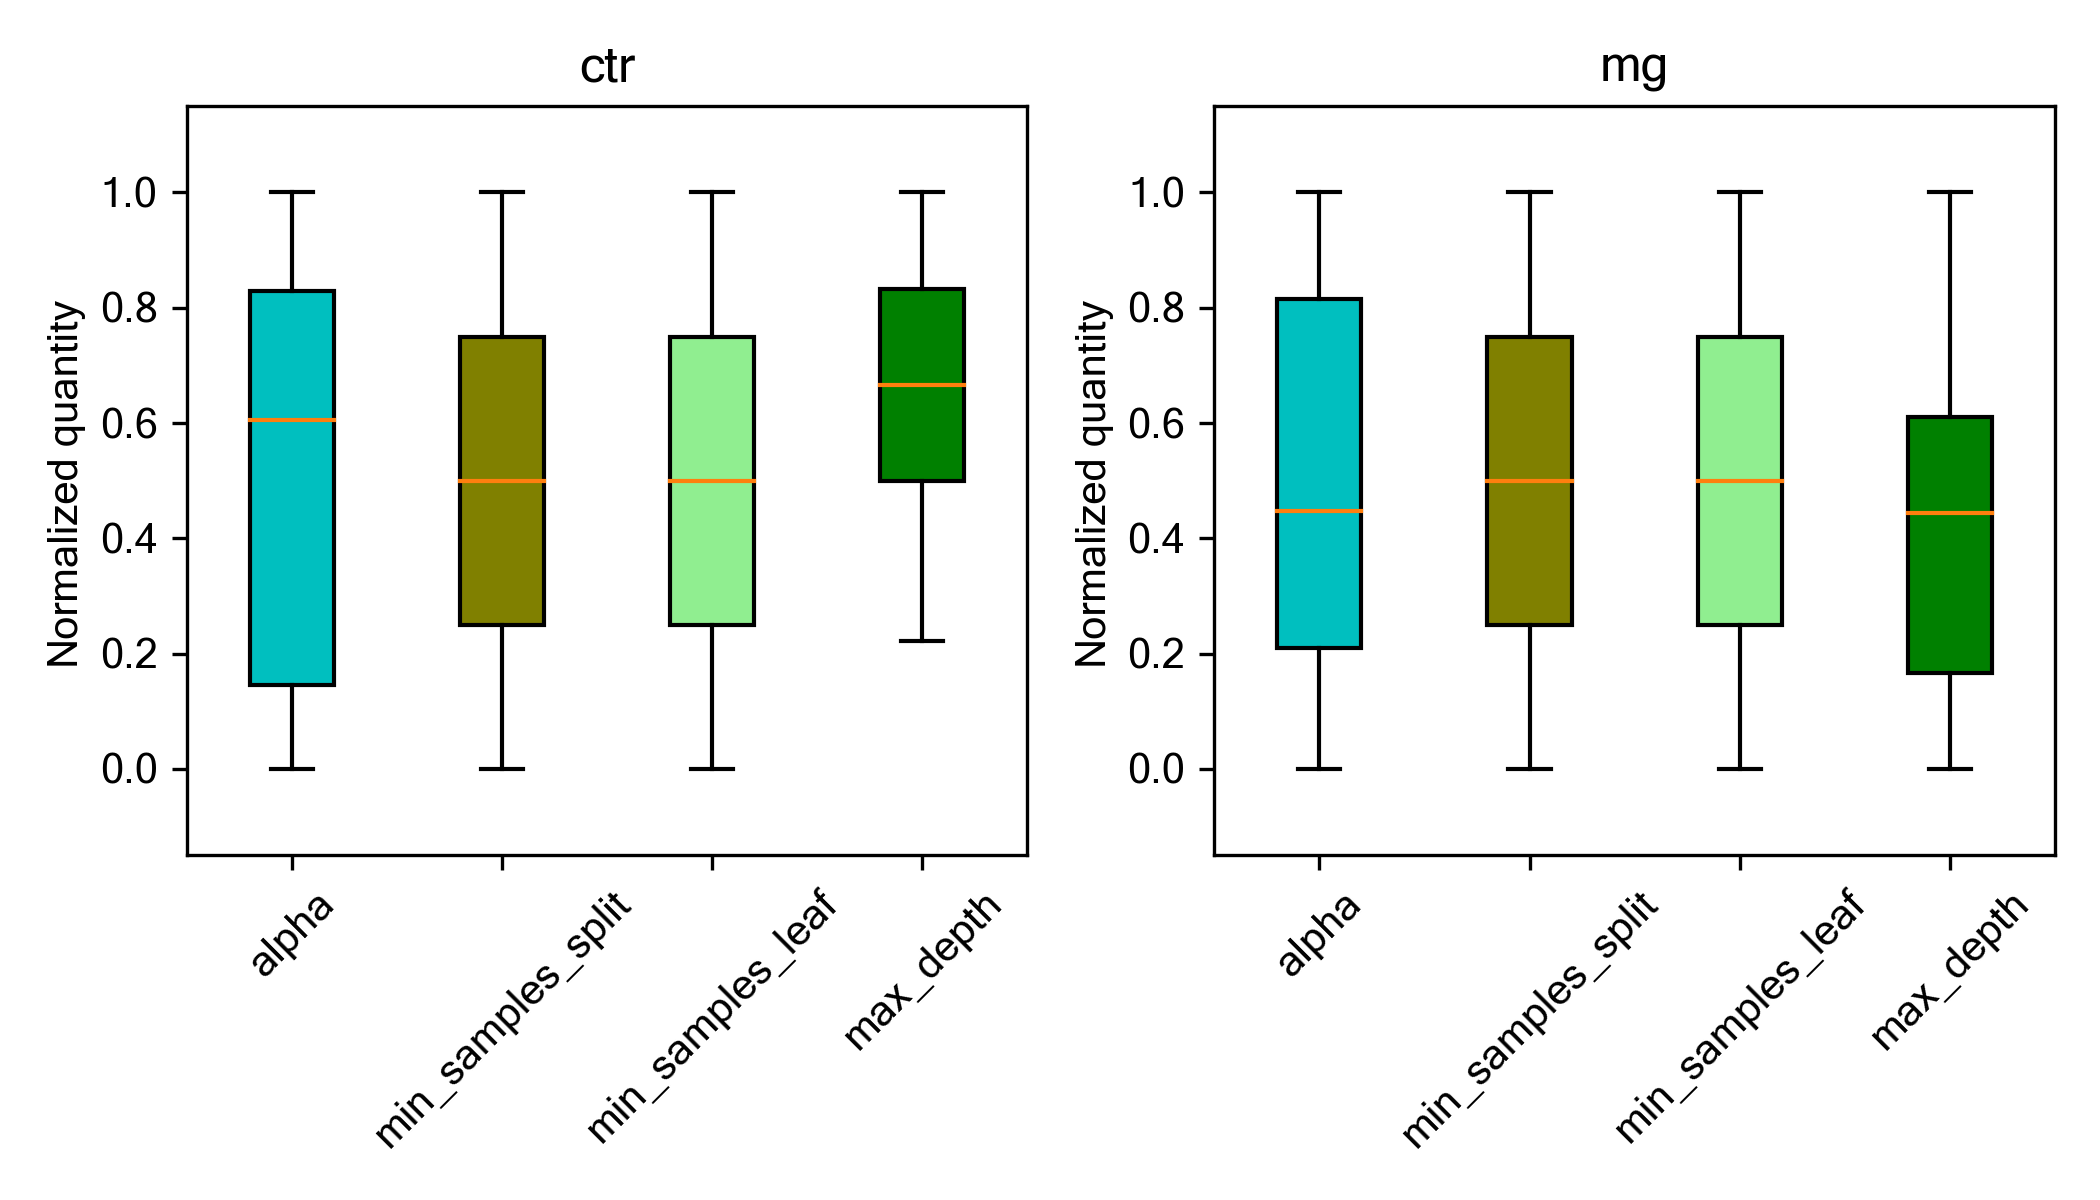 ctr
Normalized quantity
1.0
0.8
0.6
0.4
0.2
0.0
alpha
min_samples_split
min_samples_leaf
max_depth
mg
Normalized quantity
1.0
0.8
0.6
0.4
0.2
0.0
alpha
min_samples_split
min_samples_leaf
max_depth